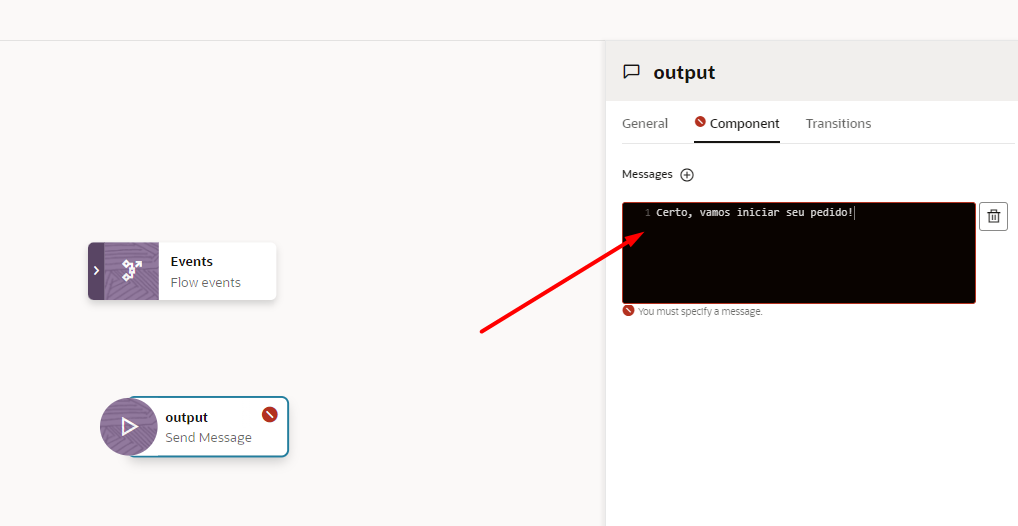 output
General
Component
Transitions
Messages
1 Certo, vamos iniciar seu pedido!
You must specify a message.
Events
Flow events
output
Send Message